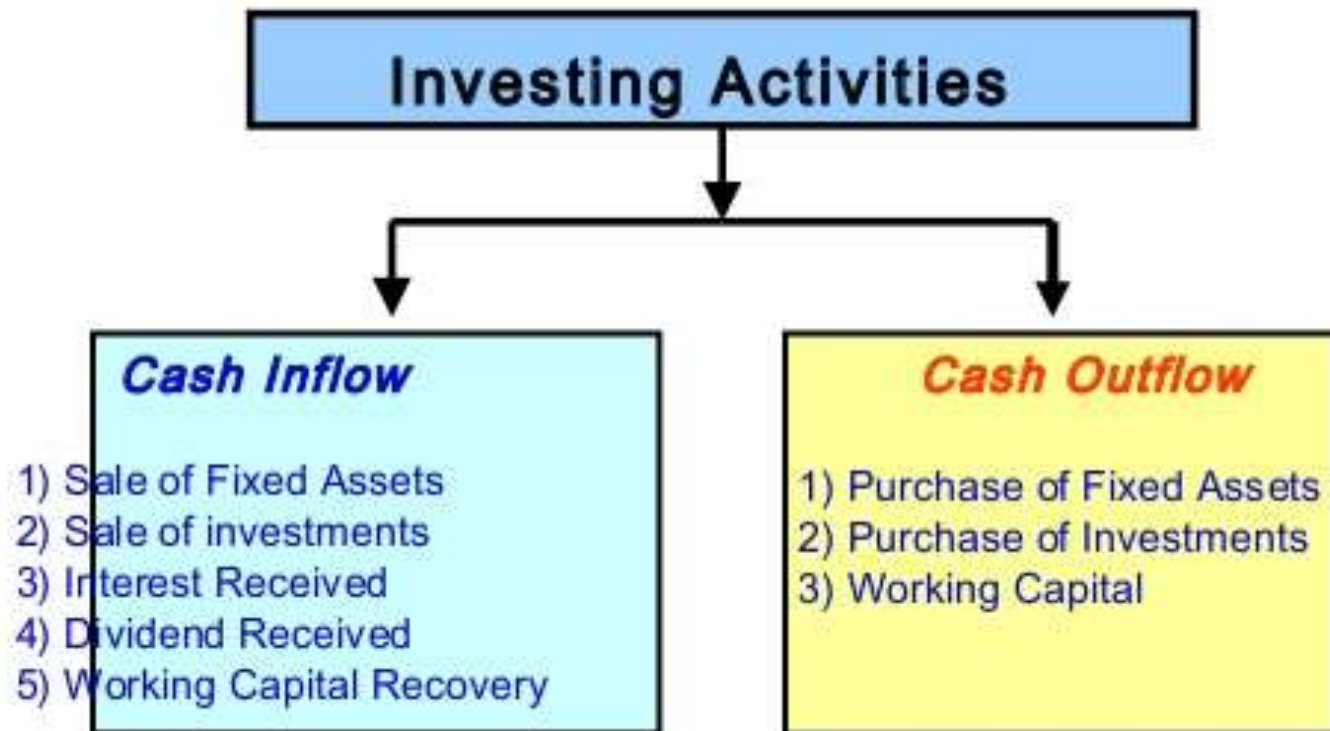 Investing Activities
Cash Inflow
1) Sale of Fixed Assets
2) Sale of investments
3) Interest Received
4) Dividend Received
5) Working Capital Recovery
Cash Outflow
1) Purchase of Fixed Assets
2) Purchase of Investments
3) Working Capital